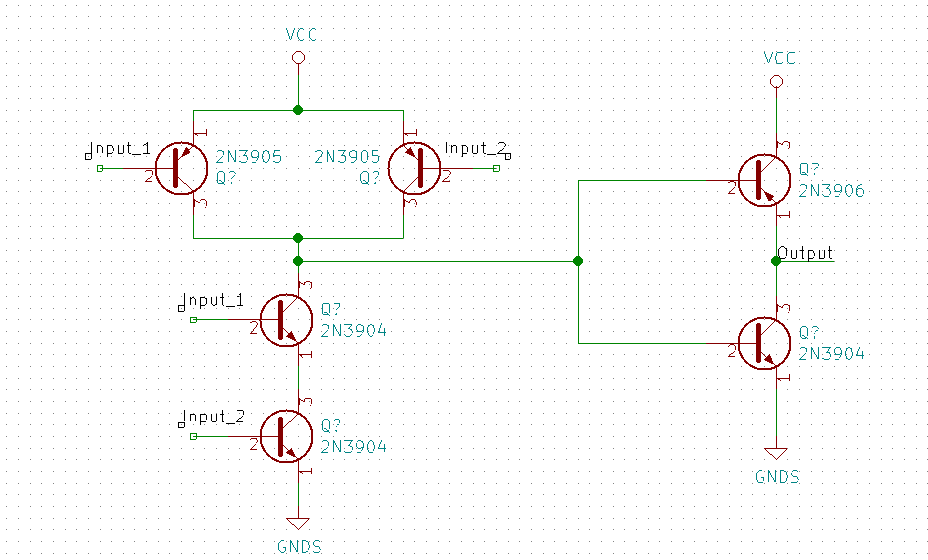 VCC
VCC
Input_1
1
2N3905
Q?
2
3
2N3905
Q?
1
Input_2
2
3
3
Q?
2N3906
2
1
Output
Input_1
3
Q?
2N3904
2
1
3
Q?
2N3904
2
1
Input_2
3
Q?
2N3904
2
1
GNDS
GNDS